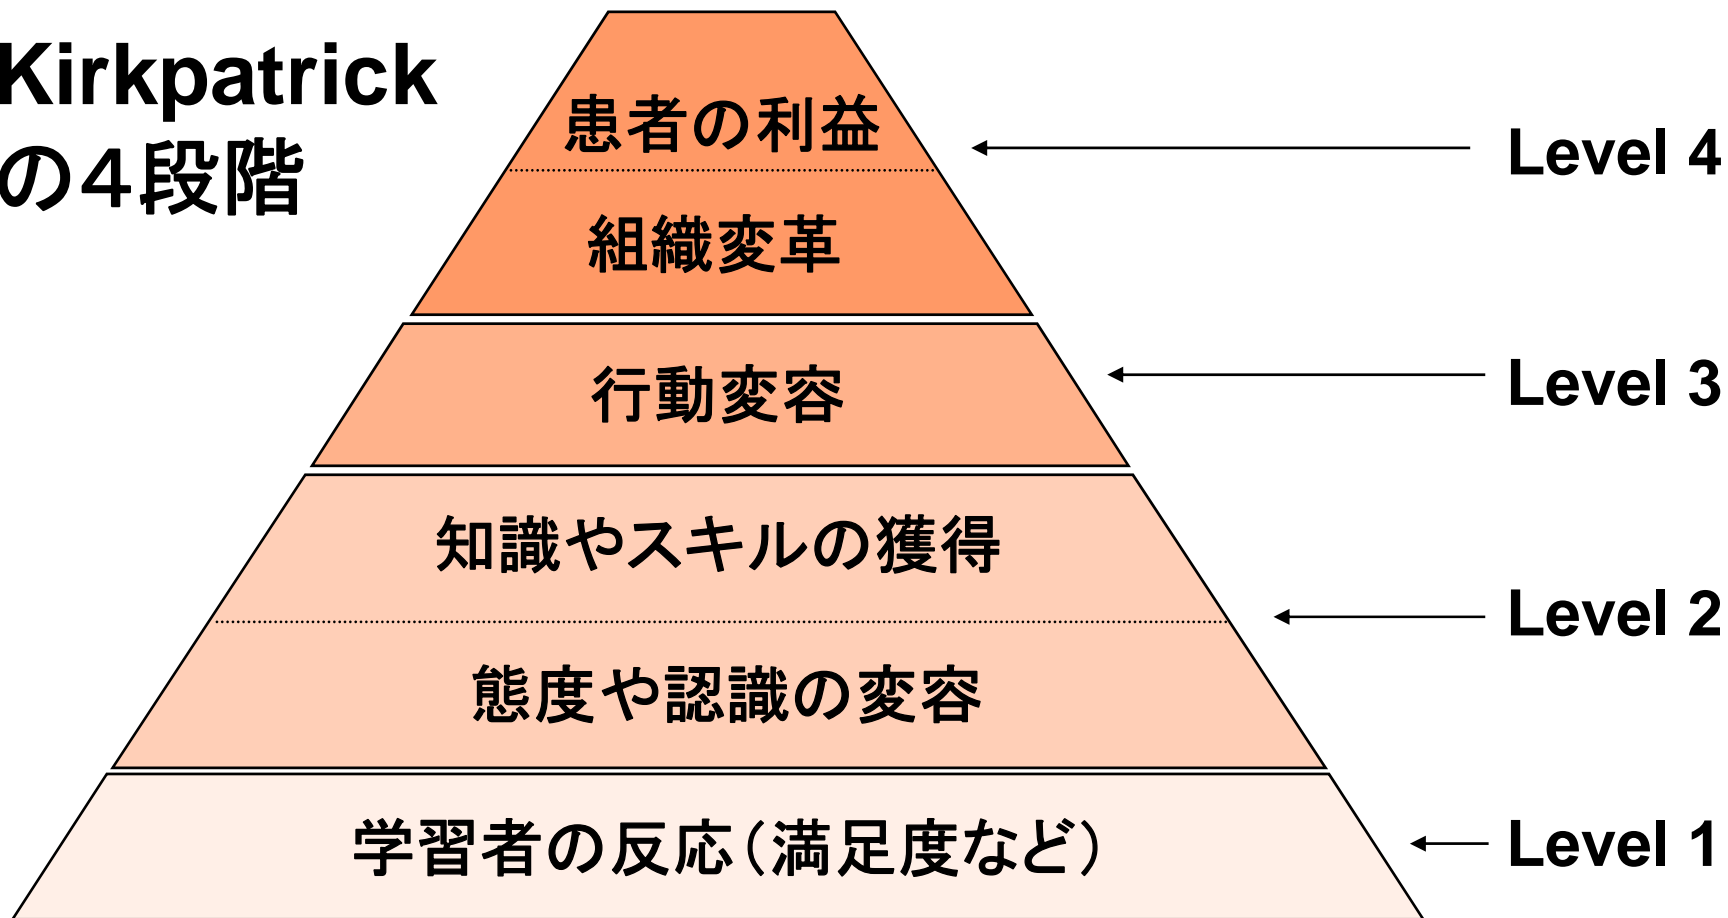 Kirkpatrick
の4段階
患者の利益
Level 4
組織変革
行動変容
Level 3
知識やスキルの獲得
Level 2
態度や認識の変容
学習者の反応(満足度など)
Level 1